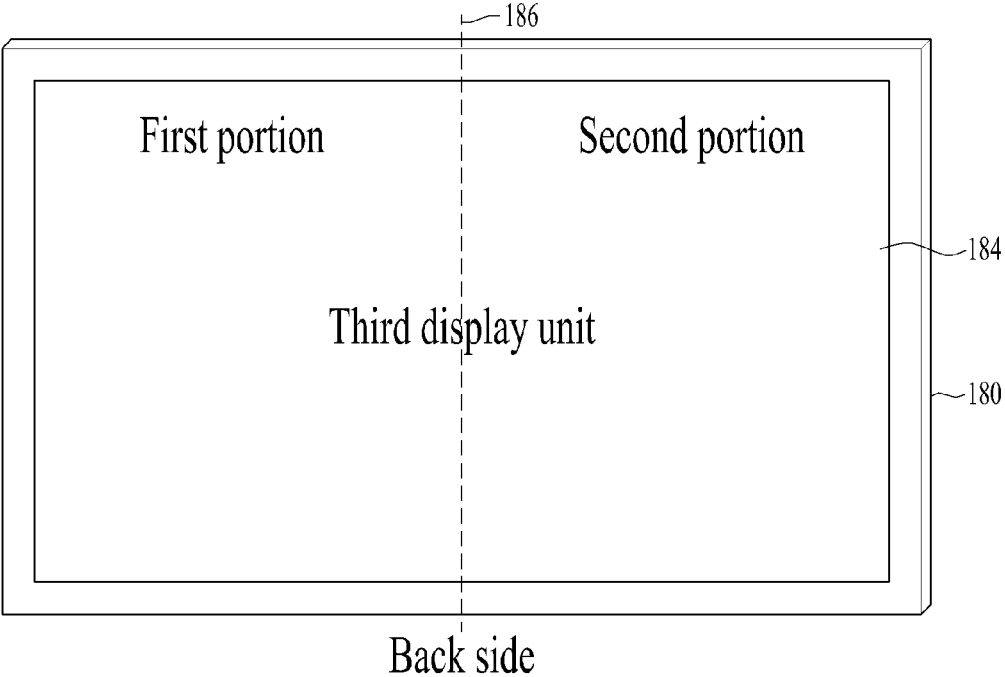 186
First portion
Second portion
184
Third display unit
180
Back side